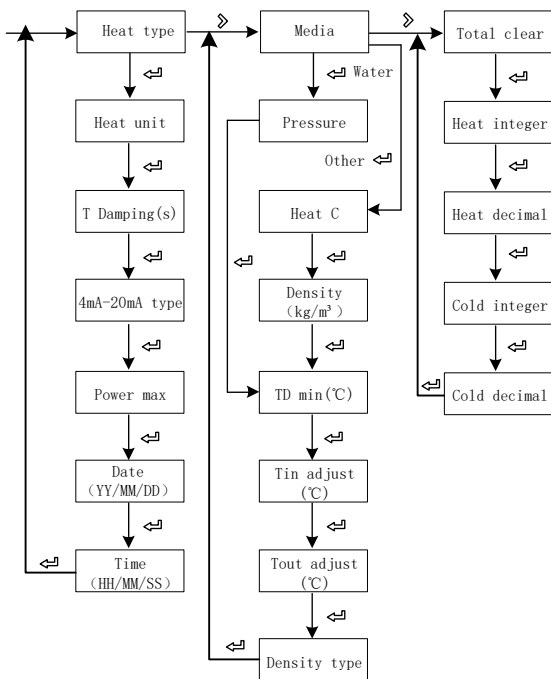 Heat type
Heat unit
T Damping(s)
4mA-20mA type
Power max
Date
(YY/MM/DD)
Time
(HH/MM/SS)
Media
Water
Pressure
Other
Heat C
Density
(kg/m³)
TD min(℃)
Tin adjust
(℃)
Tout adjust
(℃)
Density type
Total clear
Heat integer
Heat decimal
Cold integer
Cold decimal